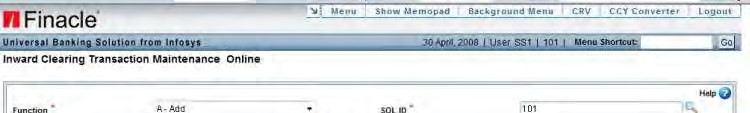 Finacle Menu Show Memopad Background Menu CRV CCY Converter Logout
Universal Banking Solution from Infosys 30 April, 2008 | User SS1 | 101 | Menu Shortcut: Go
Inward Clearing Transaction Maintenance Online
Help
Function * A - Add SOL ID * 101